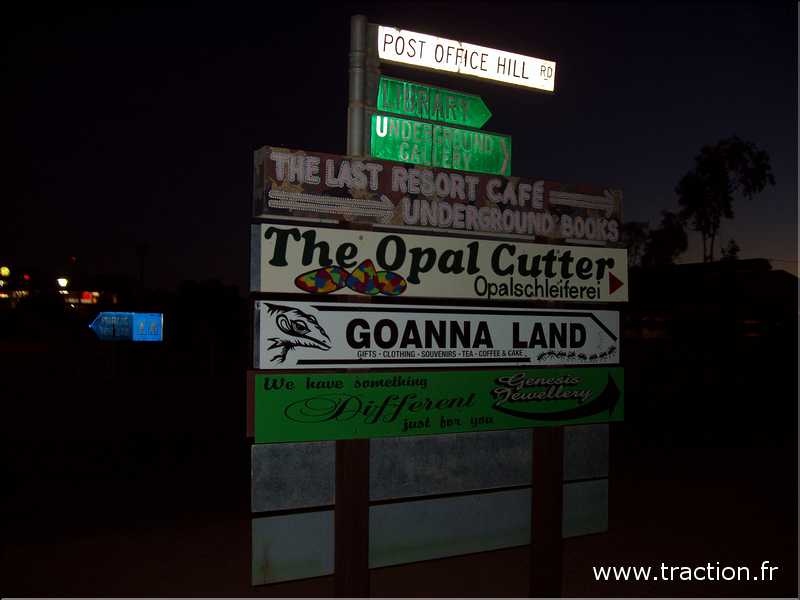 POST OFFICE HILL RD
LIBRARY
UNDERGROUND
GALLERY
THE LAST RESORT CAFÉ
UNDERGROUND BOOKS
The Opal Cutter
Opalschleiferei
GOANNA LAND
GIFTS • CLOTHING • SOUVENIRS • TEA • COFFEE & CAKE
We have something
Different
just for you
Genesis
Jewellery
www.traction.fr